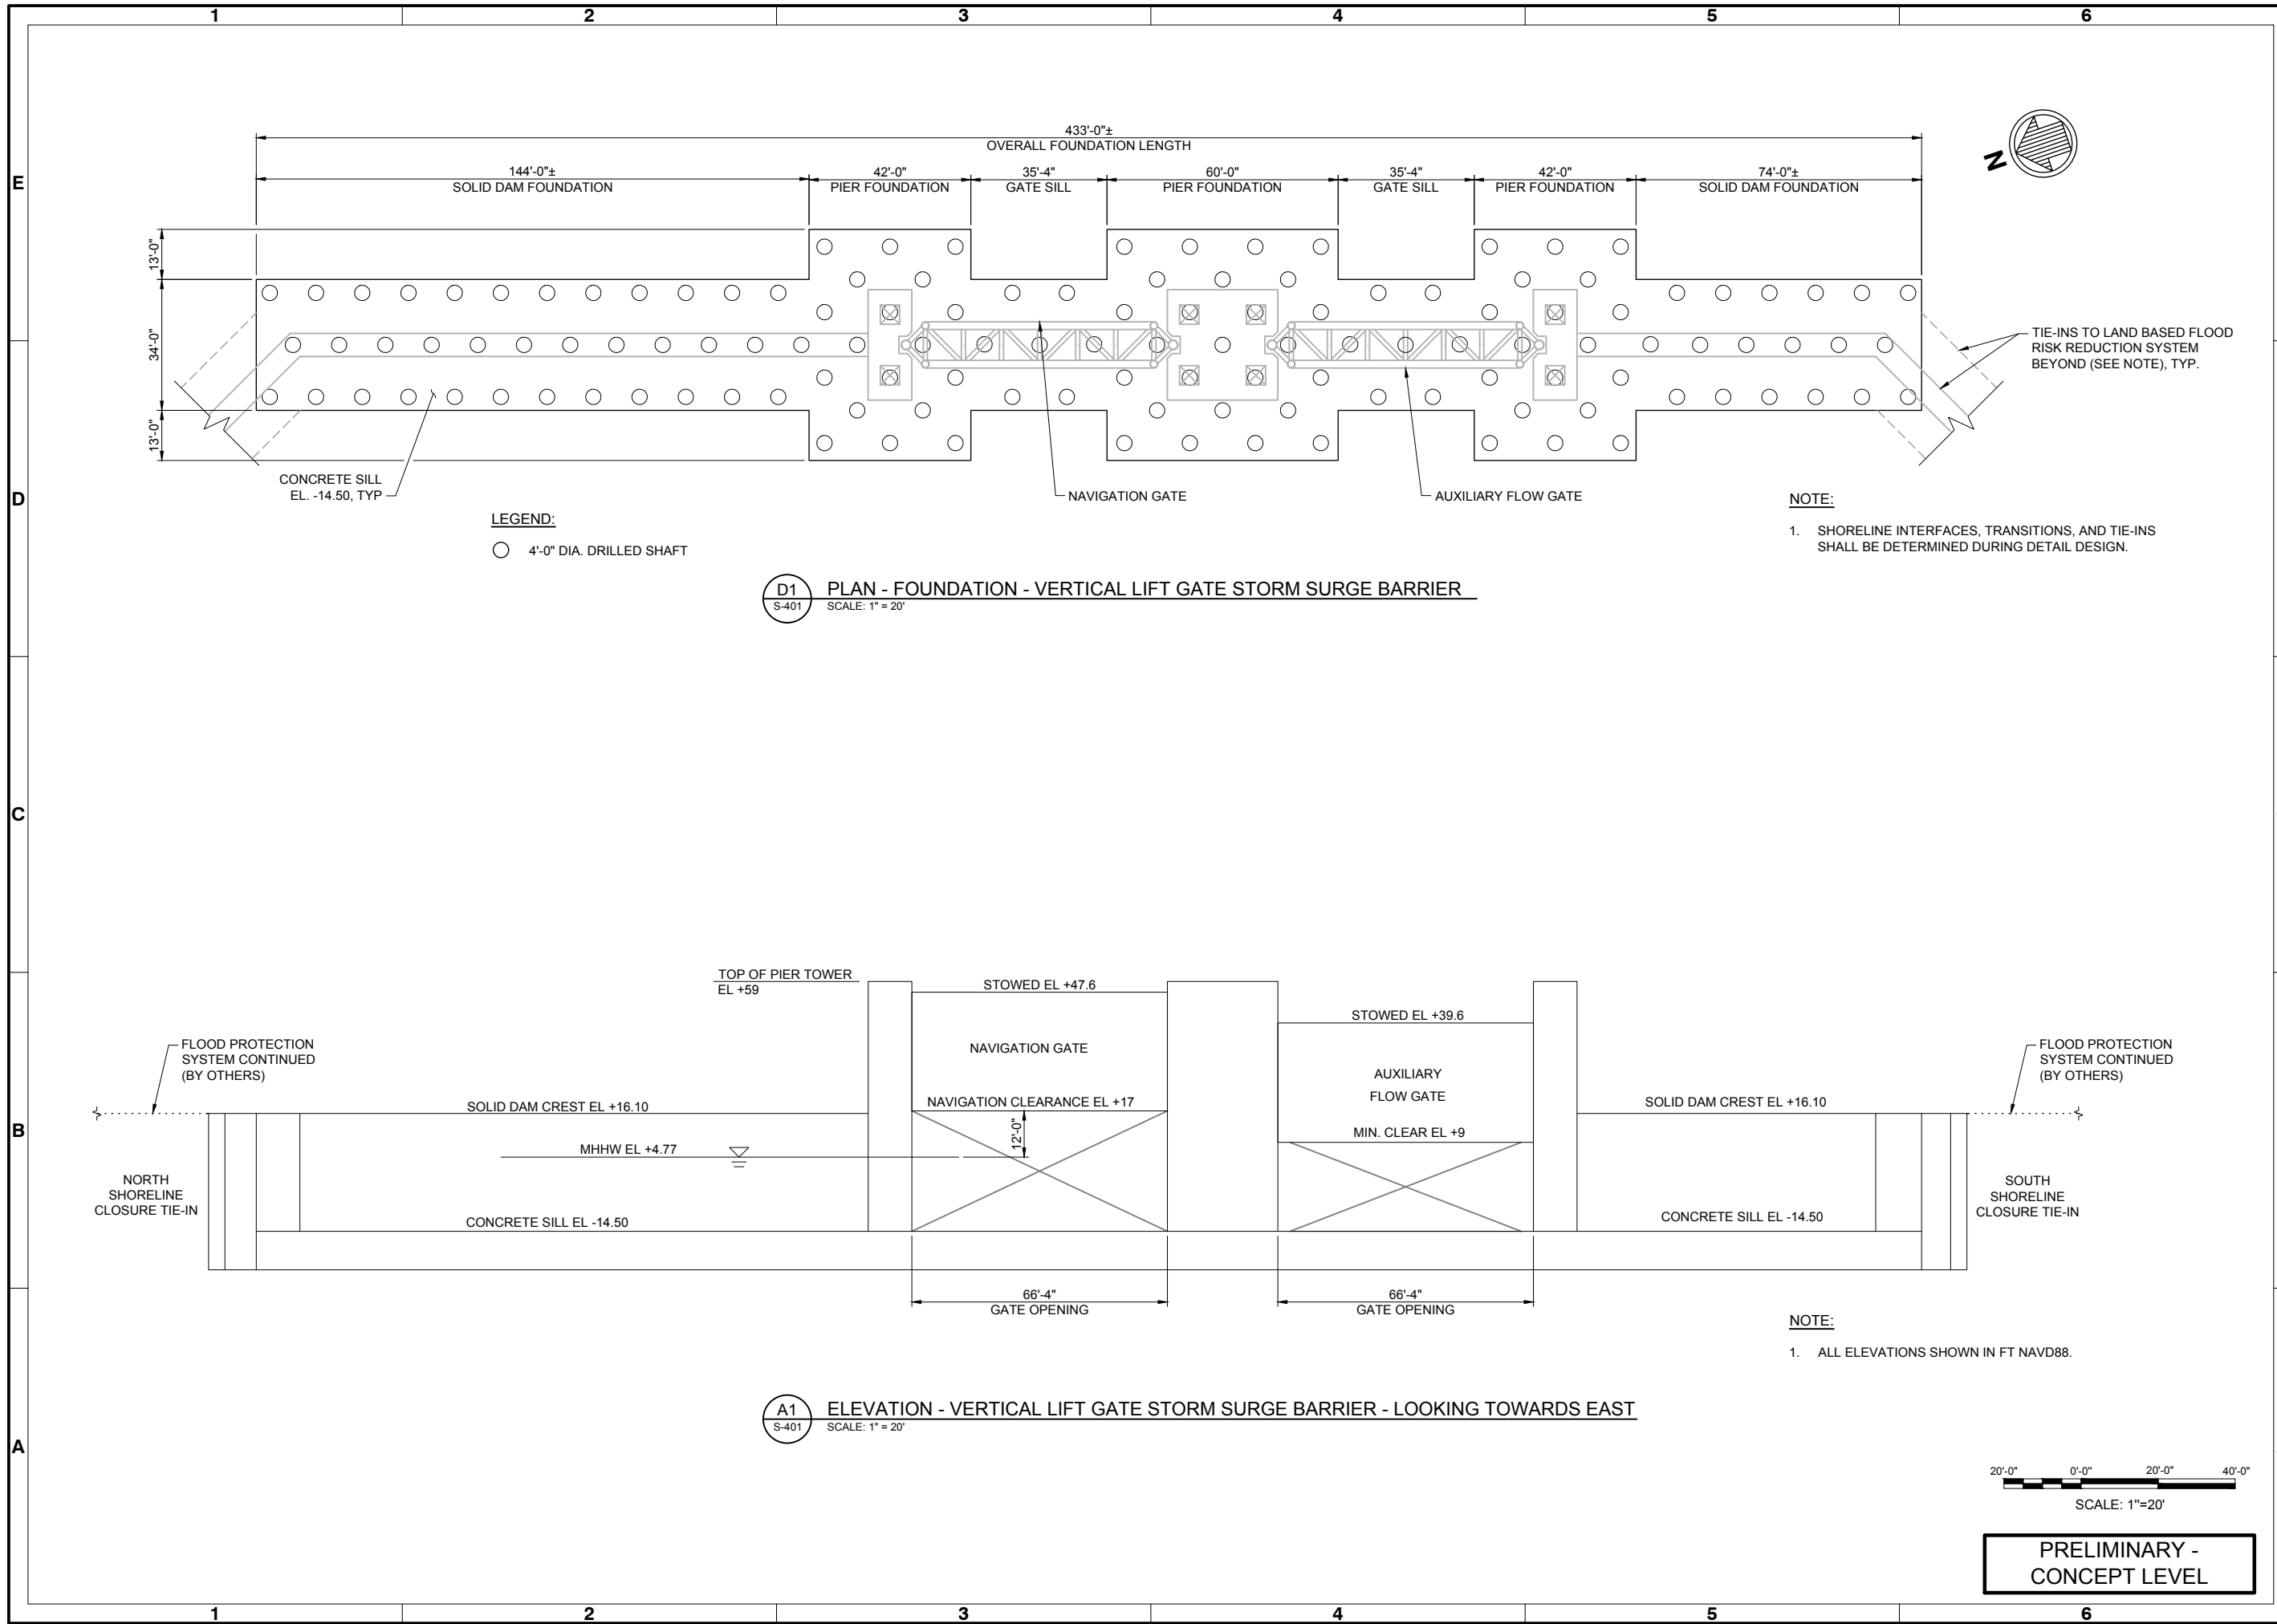 1 2 3 4 5 6
433'-0"±
OVERALL FOUNDATION LENGTH
144'-0"±
SOLID DAM FOUNDATION
42'-0"
PIER FOUNDATION
35'-4"
GATE SILL
60'-0"
PIER FOUNDATION
35'-4"
GATE SILL
42'-0"
PIER FOUNDATION
74'-0"±
SOLID DAM FOUNDATION
N
E
13'-0"
34'-0"
13'-0"
TIE-INS TO LAND BASED FLOOD
RISK REDUCTION SYSTEM
BEYOND (SEE NOTE), TYP.
CONCRETE SILL
EL. -14.50, TYP
NAVIGATION GATE
AUXILIARY FLOW GATE
D
LEGEND:
4'-0" DIA. DRILLED SHAFT
NOTE:
1. SHORELINE INTERFACES, TRANSITIONS, AND TIE-INS
SHALL BE DETERMINED DURING DETAIL DESIGN.
D1
S-401
PLAN - FOUNDATION - VERTICAL LIFT GATE STORM SURGE BARRIER
SCALE: 1" = 20'
C
TOP OF PIER TOWER
EL +59
STOWED EL +47.6
NAVIGATION GATE
STOWED EL +39.6
AUXILIARY
FLOW GATE
FLOOD PROTECTION
SYSTEM CONTINUED
(BY OTHERS)
FLOOD PROTECTION
SYSTEM CONTINUED
(BY OTHERS)
SOLID DAM CREST EL +16.10
NAVIGATION CLEARANCE EL +17
SOLID DAM CREST EL +16.10
B
12'-0"
MIN. CLEAR EL +9
MHHW EL +4.77
NORTH
SHORELINE
CLOSURE TIE-IN
SOUTH
SHORELINE
CLOSURE TIE-IN
CONCRETE SILL EL -14.50
CONCRETE SILL EL -14.50
66'-4"
GATE OPENING
66'-4"
GATE OPENING
NOTE:
1. ALL ELEVATIONS SHOWN IN FT NAVD88.
A1
S-401
ELEVATION - VERTICAL LIFT GATE STORM SURGE BARRIER - LOOKING TOWARDS EAST
SCALE: 1" = 20'
A
20'-0" 0'-0" 20'-0" 40'-0"
SCALE: 1"=20'
PRELIMINARY -
CONCEPT LEVEL
1 2 3 4 5 6